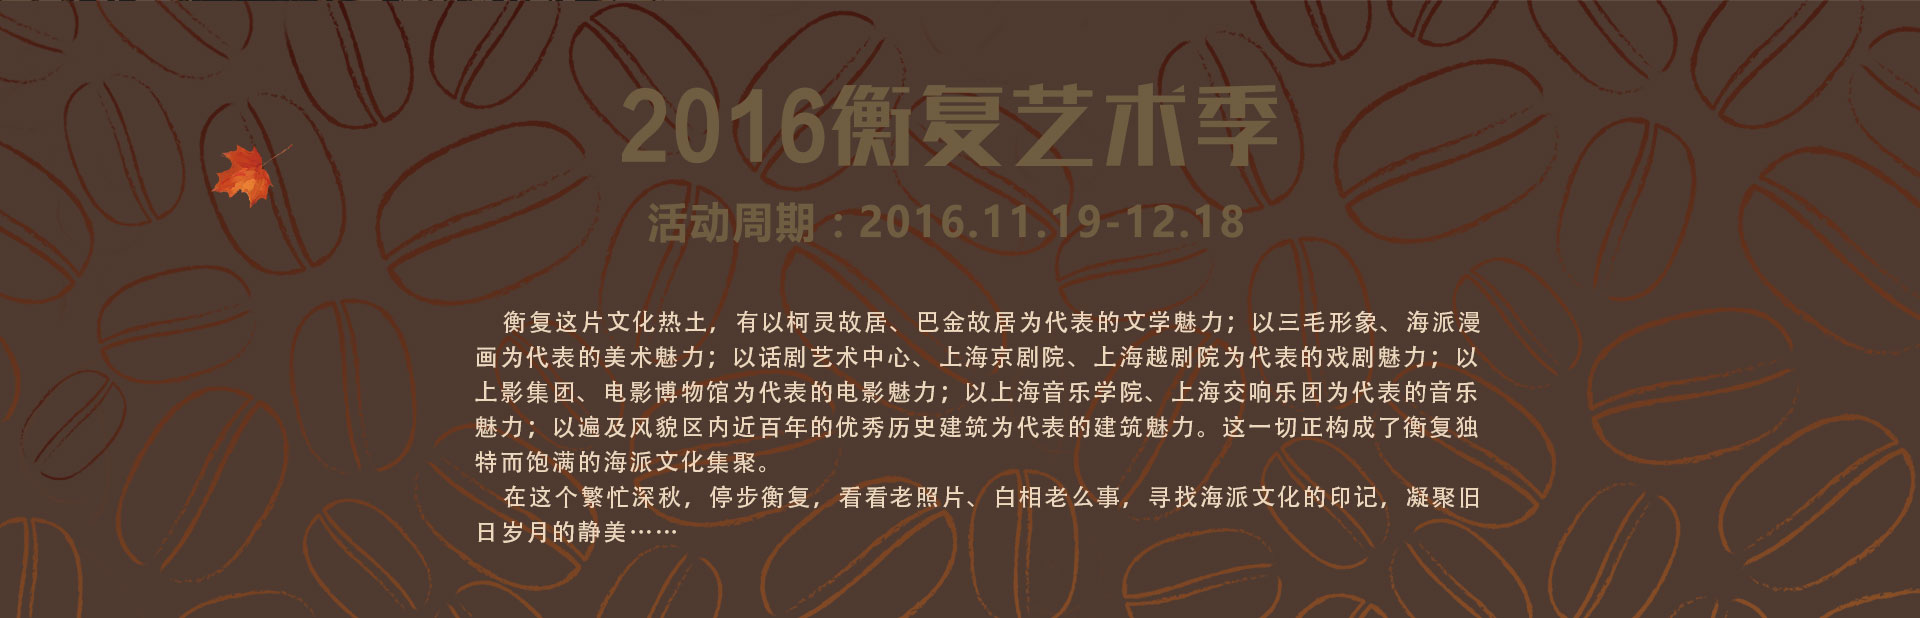 2016衡复艺术季
活动周期：2016.11.19-12.18
衡复这片文化热土，有以柯灵故居、巴金故居为代表的文学魅力；以三毛形象、海派漫
画为代表的美术魅力；以话剧艺术中心、上海京剧院、上海越剧院为代表的戏剧魅力；以
上影集团、电影博物馆为代表的电影魅力；以上海音乐学院、上海交响乐团为代表的音乐
魅力；以遍及风貌区内近百年的优秀历史建筑为代表的建筑魅力。这一切正构成了衡复独
特而饱满的海派文化集聚。
在这个繁忙深秋，停步衡复，看看老照片、白相老么事，寻找海派文化的印记，凝聚旧
日岁月的静美……